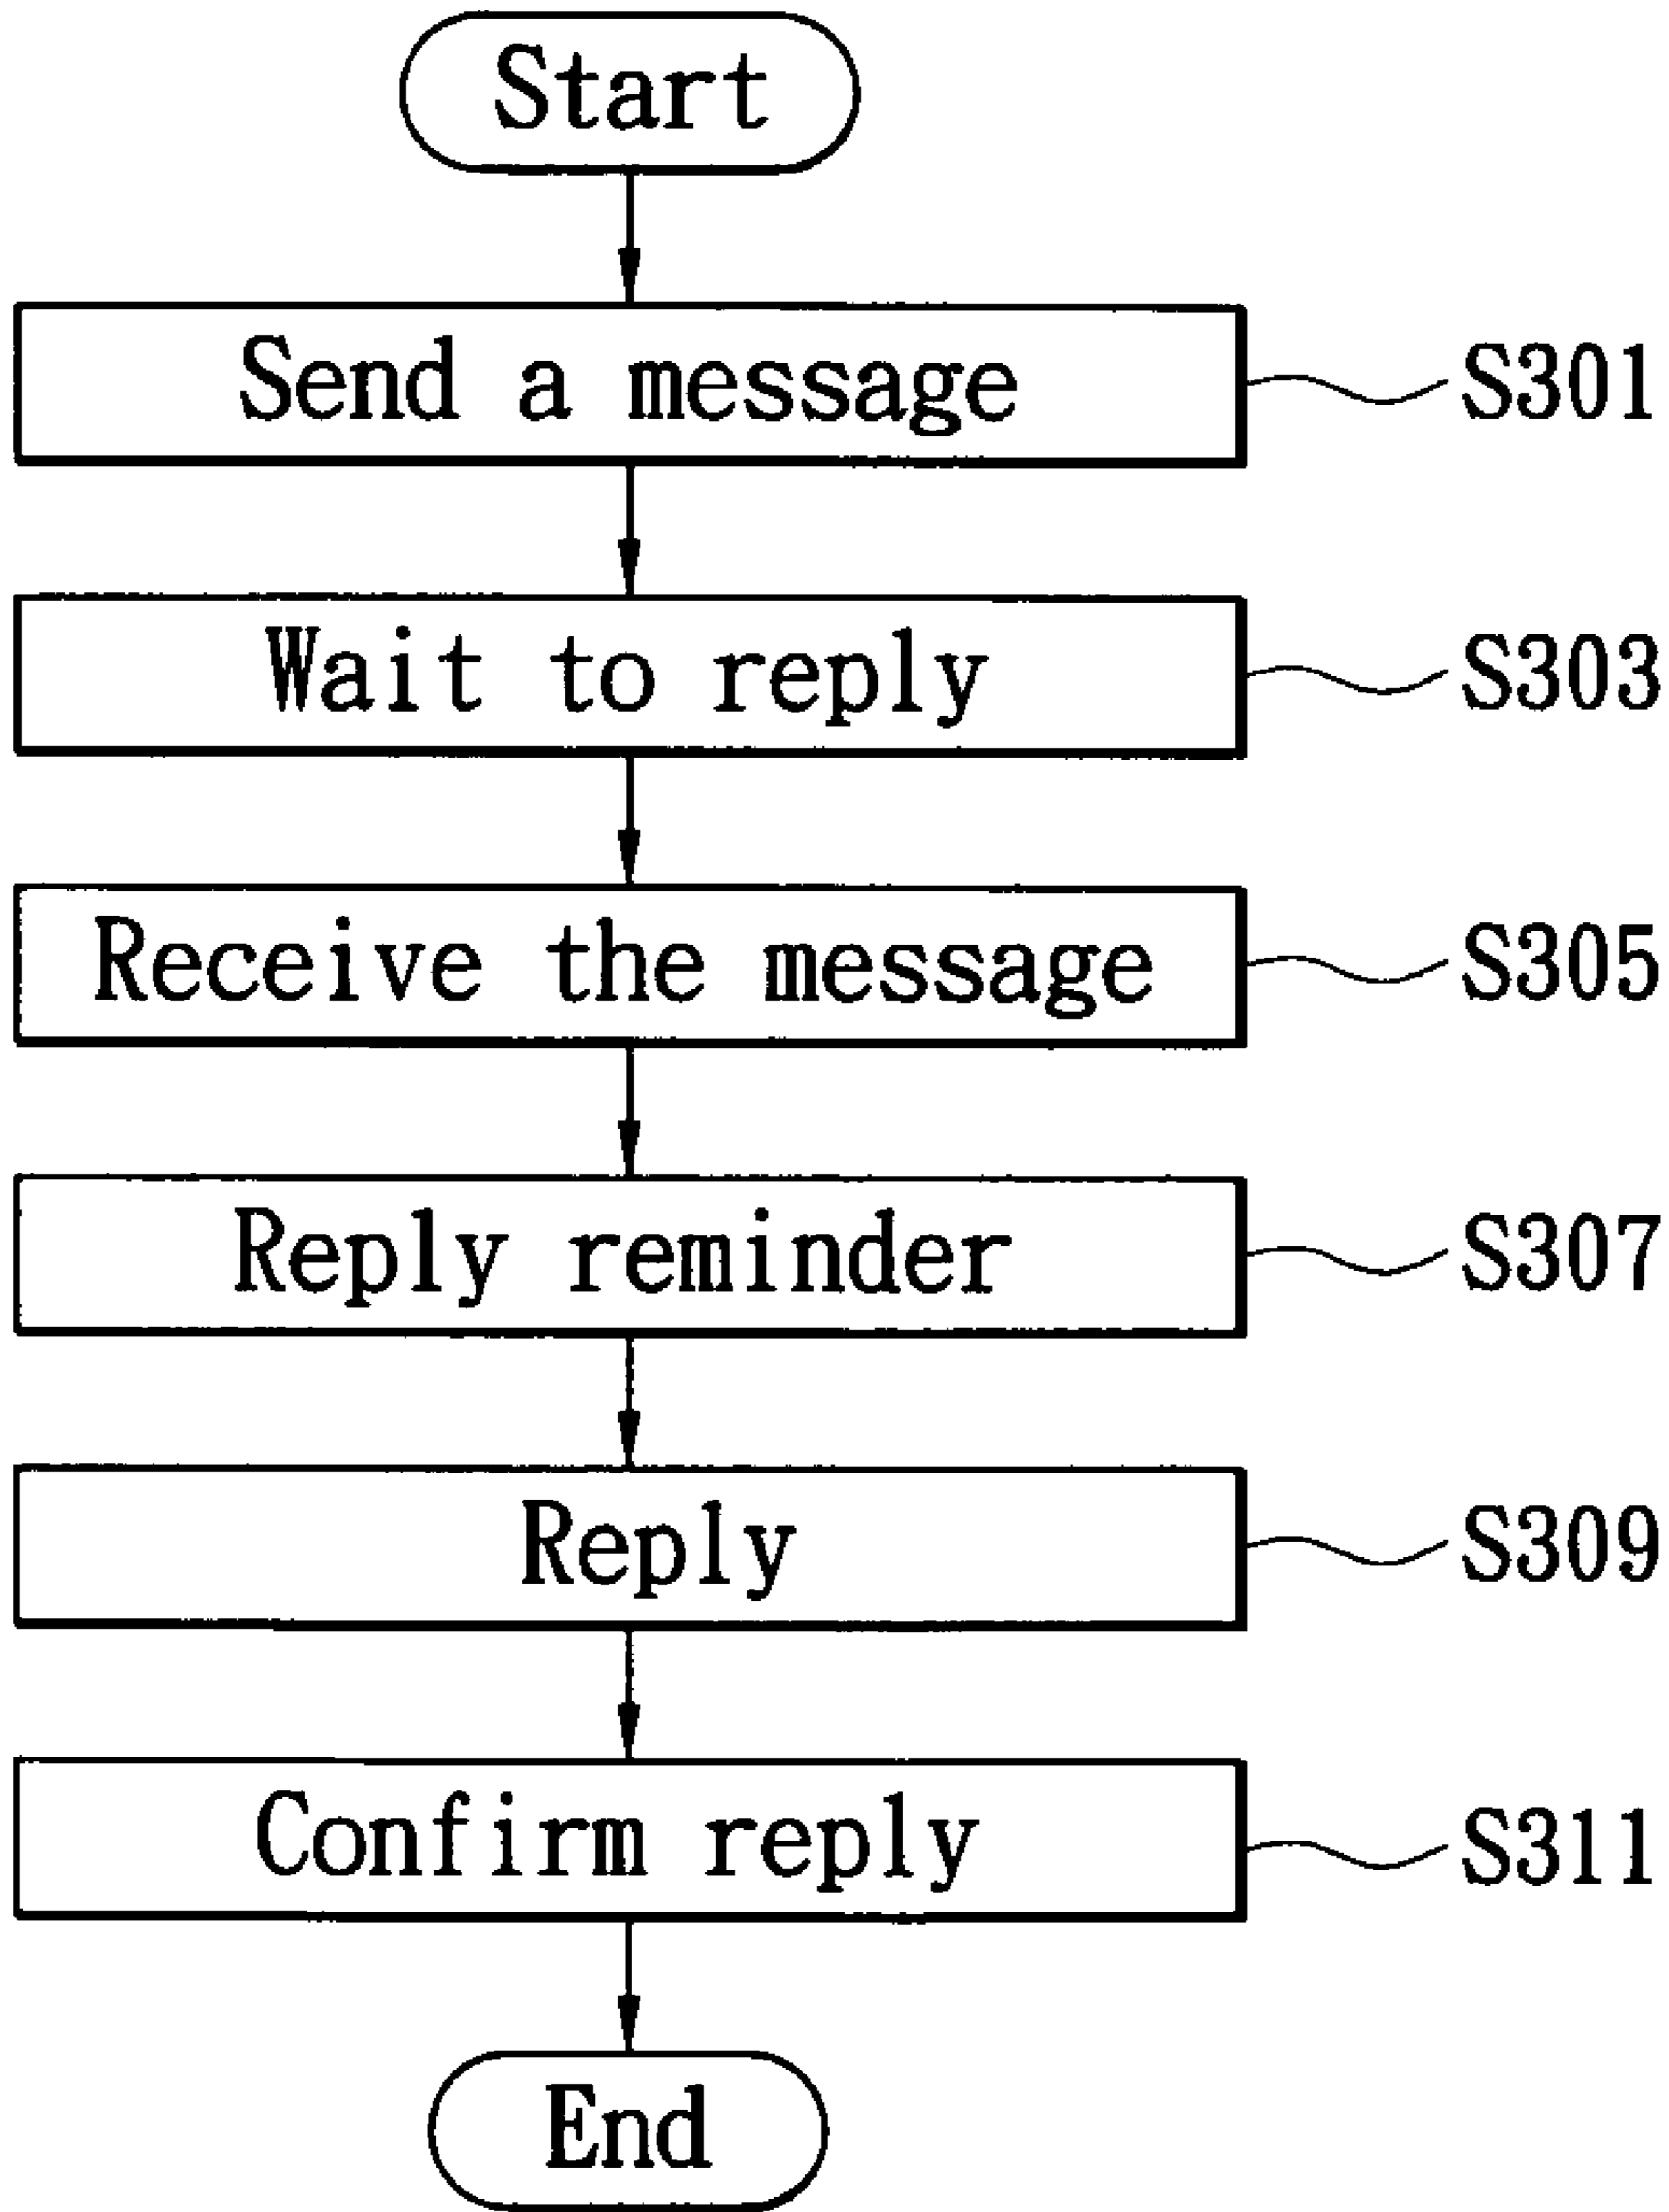 Start
Send a message S301
Wait to reply S303
Receive the message S305
Reply reminder S307
Reply S309
Confirm reply S311
End